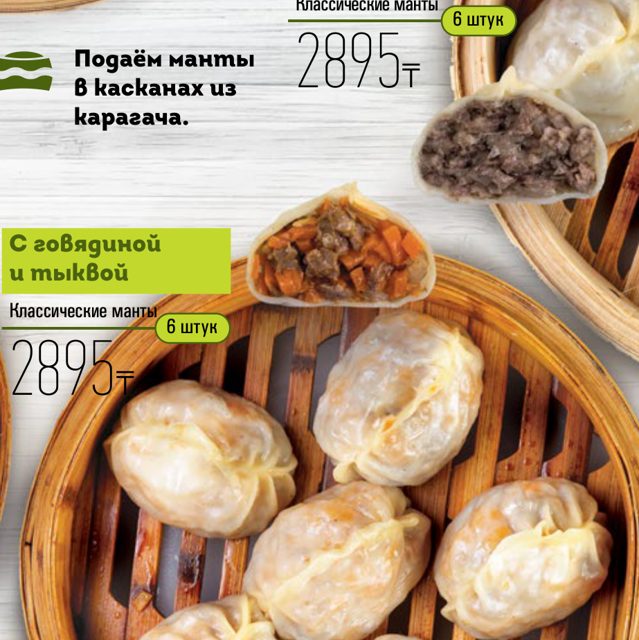 Классические манты
6 штук
2895₸
Подаём манты
в касканах из
карагача.
С говядиной
и тыквой
Классические манты
6 штук
2895₸